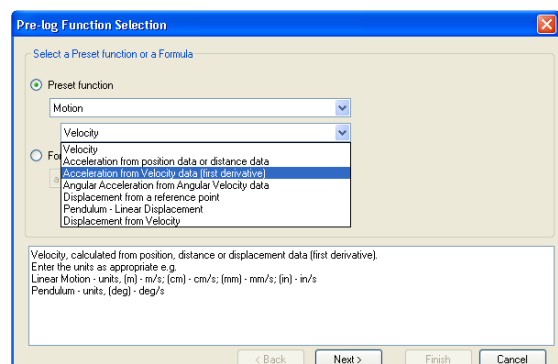 Pre-log Function Selection
Select a Preset function or a Formula
Preset function
Motion
Velocity
Velocity
Acceleration from position data or distance data
Acceleration from Velocity data (first derivative)
Angular Acceleration from Angular Velocity data
Displacement from a reference point
Pendulum - Linear Displacement
Displacement from Velocity
Velocity, calculated from position, distance or displacement data (first derivative).
Enter the units as appropriate e.g.
Linear Motion - units, (m) - m/s; (cm) - cm/s; (mm) - mm/s; (in) - in/s
Pendulum - units, (deg) - deg/s
< Back
Next >
Finish
Cancel